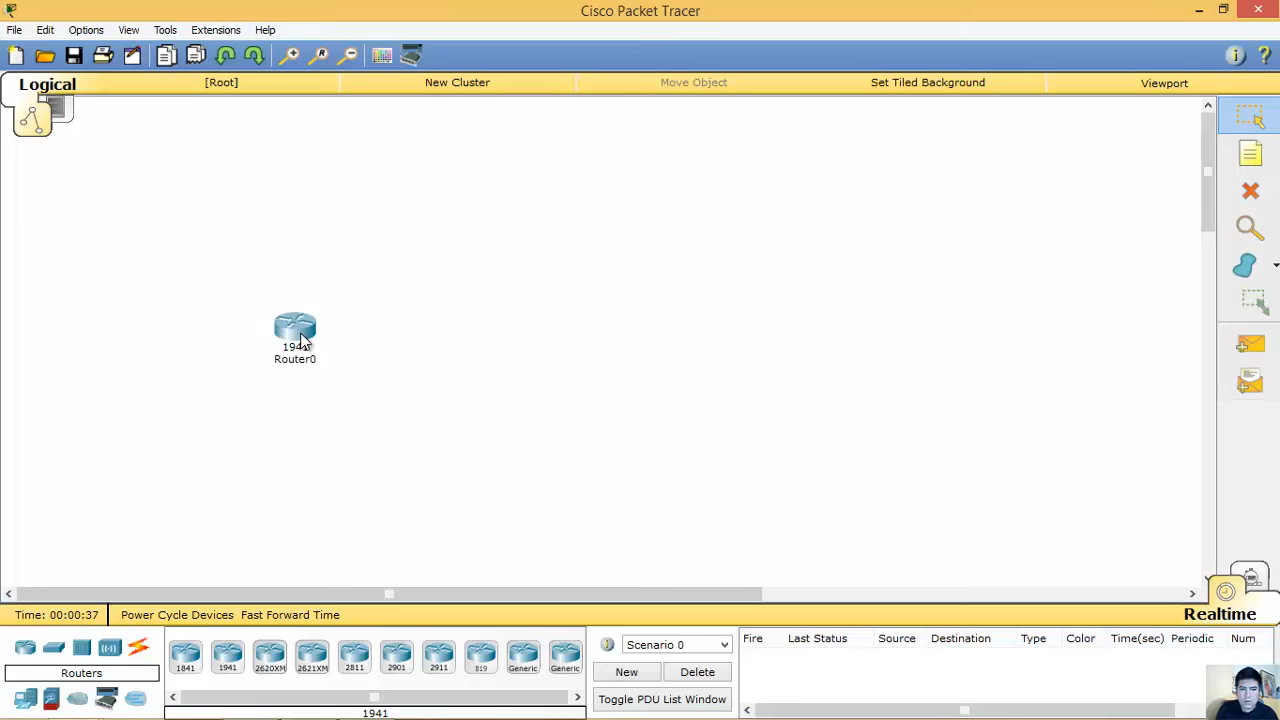 Cisco Packet Tracer
File Edit Options View Tools Extensions Help
Logical [Root] New Cluster Move Object Set Tiled Background Viewport
Router0
Time: 00:00:37 Power Cycle Devices Fast Forward Time
Realtime
Routers
1841 1941 2620XM 2621XM 2811 2901 2911 819 Generic Generic
1941
Scenario 0
New Delete
Toggle PDU List Window
Fire Last Status Source Destination Type Color Time(sec) Periodic Num